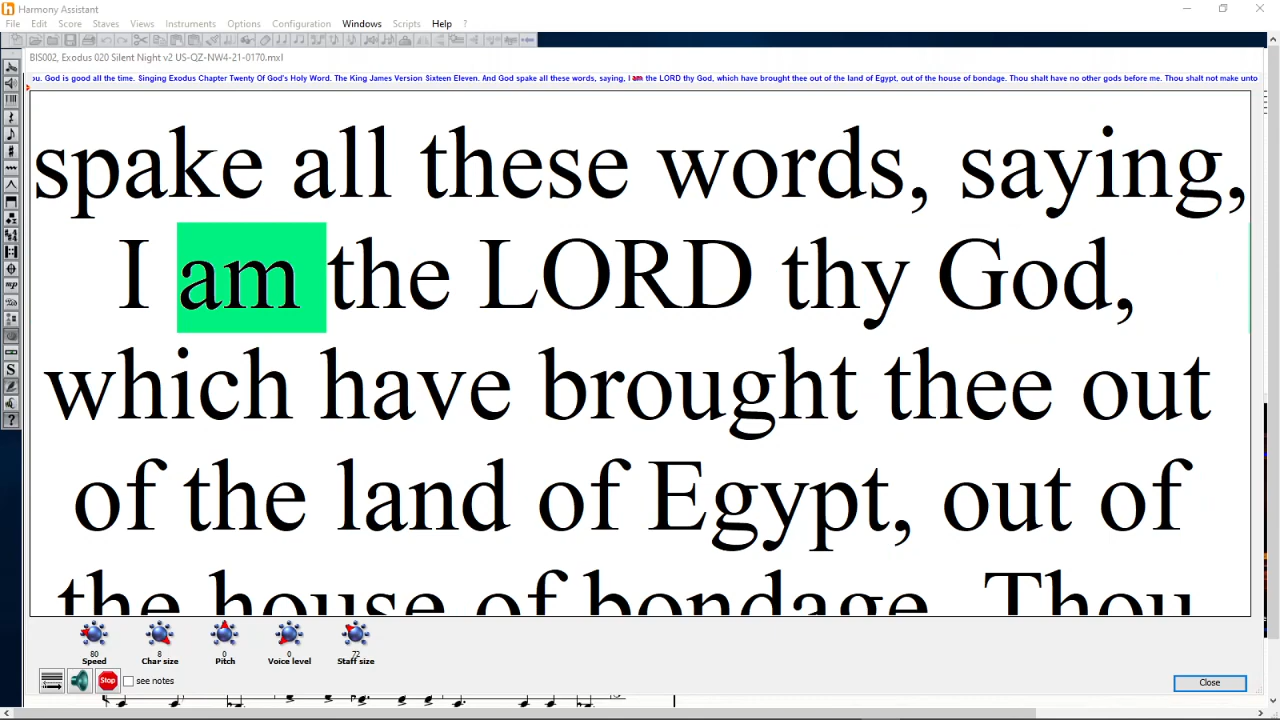 Harmony Assistant
File Edit Score Staves Views Instruments Options Configuration Windows Scripts Help ?
BIS002, Exodus 020 Silent Night v2 US-QZ-NW4-21-0170.mxl
ou. God is good all the time. Singing Exodus Chapter Twenty Of God's Holy Word. The King James Version Sixteen Eleven. And God spake all these words, saying, I am the LORD thy God, which have brought thee out of the land of Egypt, out of the house of bondage. Thou shalt have no other gods before me. Thou shalt not make unto
spake all these words, saying,
I am the LORD thy God,
which have brought thee out
of the land of Egypt, out of
the house of bondage. Thou
80 8 0 0 72
Speed Char size Pitch Voice level Staff size
Stop see notes Close